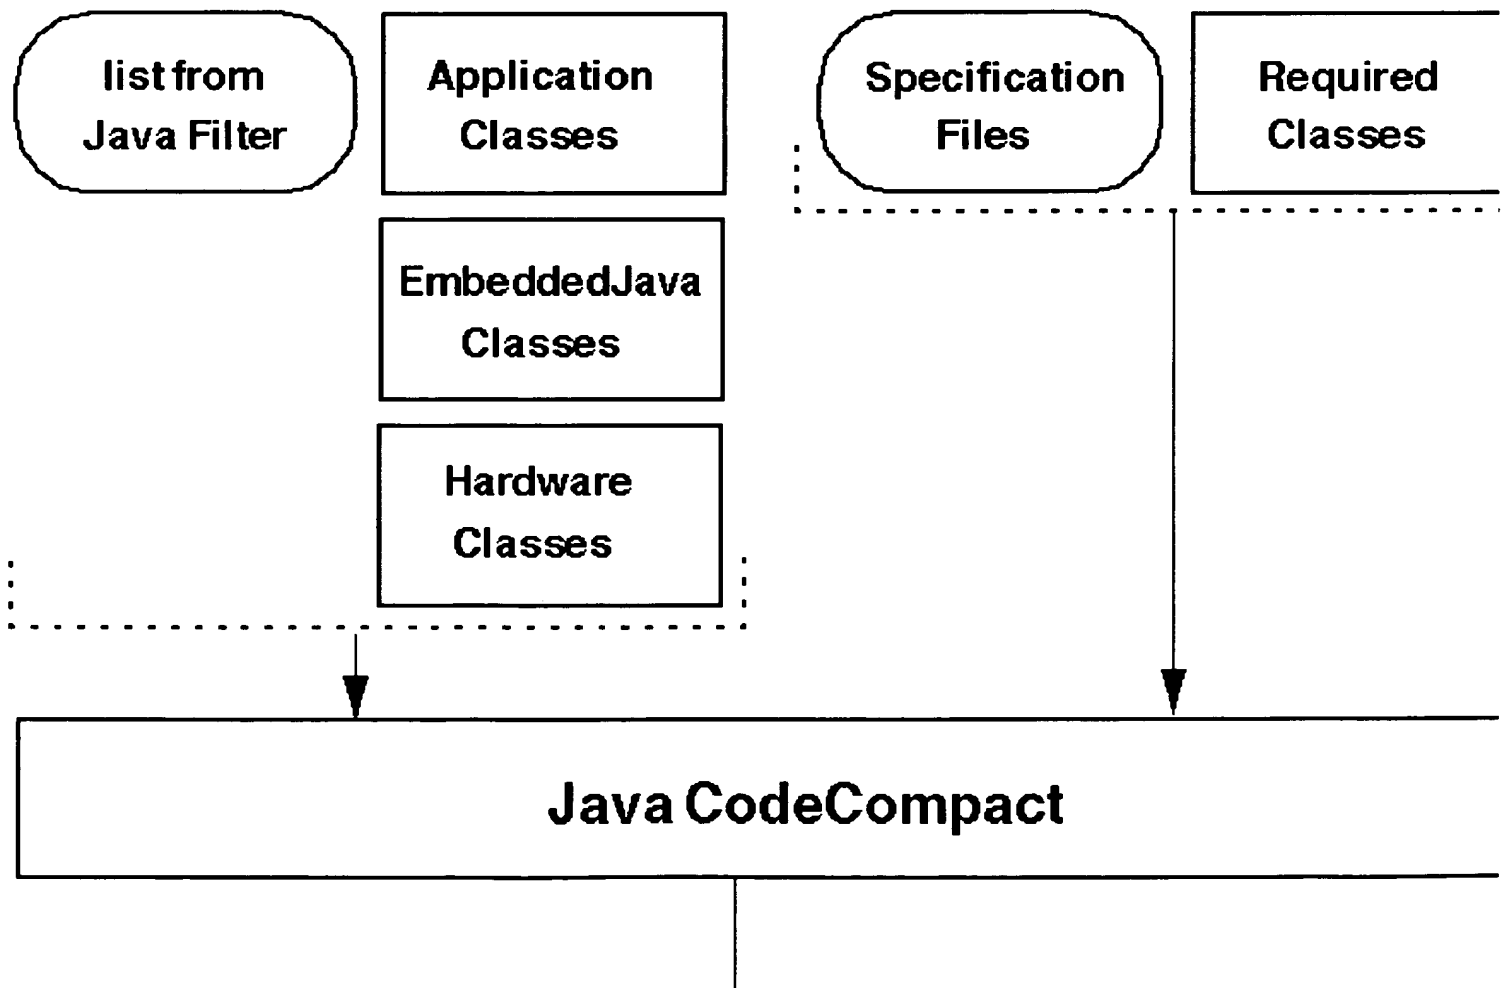 list from
Java Filter
Application
Classes
Specification
Files
Required
Classes
EmbeddedJava
Classes
Hardware
Classes
Java CodeCompact